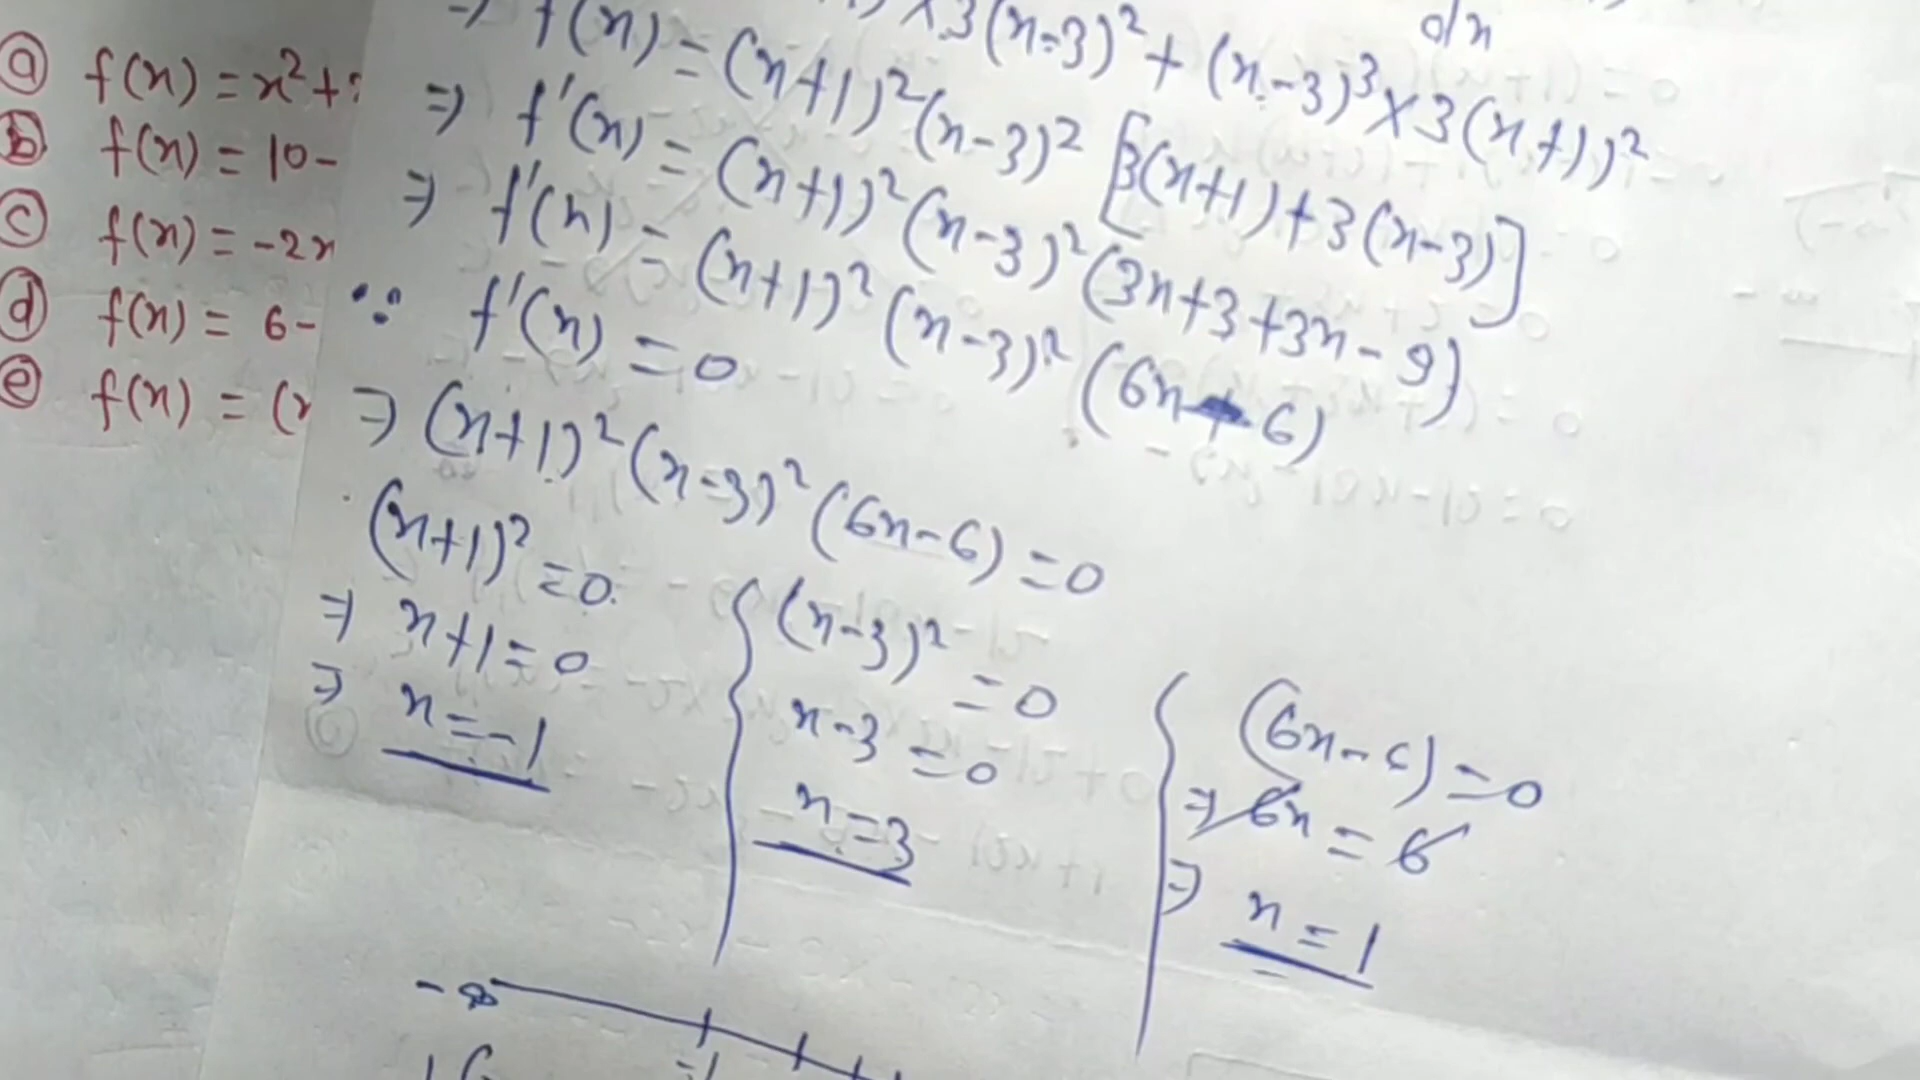 (a) f(x) = x²+
(b) f(x) = 10 -
(c) f(x) = -2x
(d) f(x) = 6 -
(e) f(x) = (x
dx
×3(x-3)² + (x-3)³×3(x+1)²
⇒ f'(x) = (x+1)²(x-3)² [3(x+1)+3(x-3)]
⇒ f'(x) = (x+1)²(x-3)²(3x+3+3x-9)
⇒ f'(x) = (x+1)²(x-3)²(6x-6)
∵ f'(x) = 0
⇒ (x+1)²(x-3)²(6x-6) = 0
(x+1)² = 0
⇒ x+1 = 0
⇒ x = -1
(x-3)² = 0
x-3 = 0
x = 3
(6x-6) = 0
⇒ 6x = 6
⇒ x = 1
-∞
-1